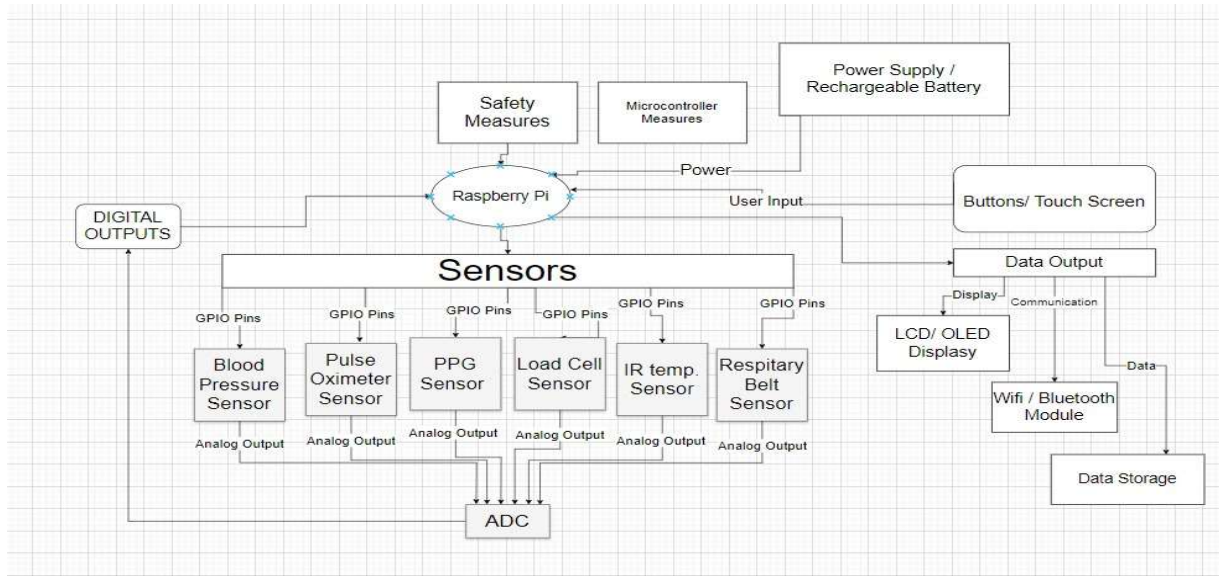 Power Supply /
Rechargeable Battery
Safety
Measures
Microcontroller
Measures
Power
Raspberry Pi
User Input
Buttons/ Touch Screen
DIGITAL
OUTPUTS
Sensors
Data Output
GPIO Pins
GPIO Pins
GPIO Pins
GPIO Pins
GPIO Pins
GPIO Pins
Display
Communication
Data
LCD/ OLED
Displasy
Wifi / Bluetooth
Module
Data Storage
Blood
Pressure
Sensor
Pulse
Oximeter
Sensor
PPG
Sensor
Load Cell
Sensor
IR temp.
Sensor
Respitary
Belt
Sensor
Analog Output
Analog Output
Analog Output
Analog Output
Analog Output
Analog Output
ADC